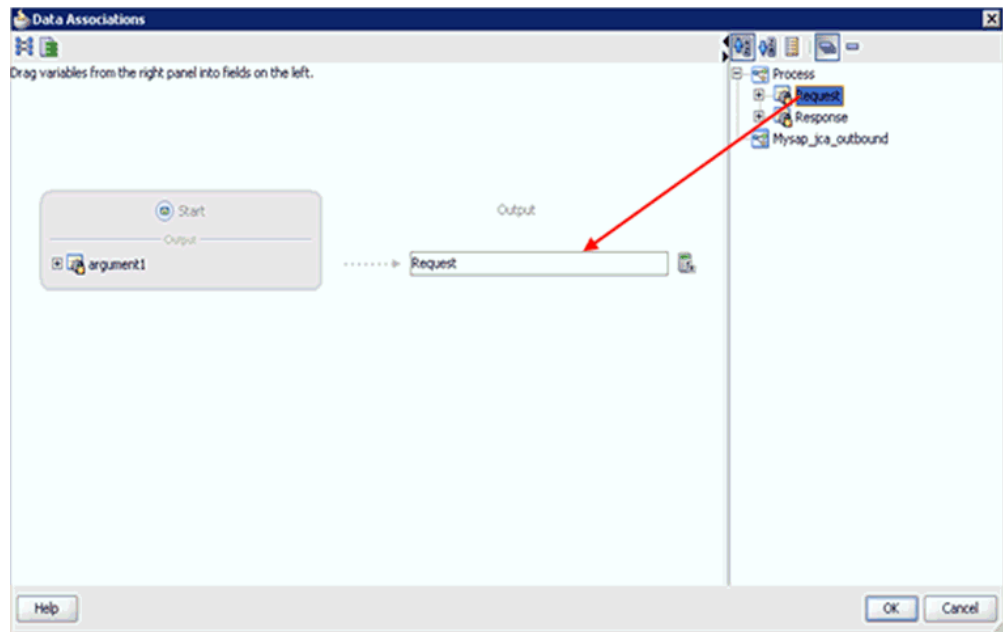 Data Associations
Drag variables from the right panel into fields on the left.
Process
Request
Response
Mysap_jca_outbound
Start
Output
Output
argument1
Request
Help
OK
Cancel